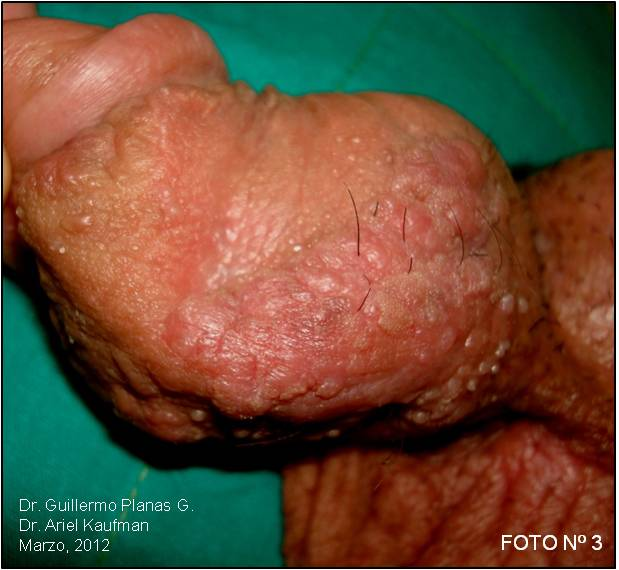 Dr. Guillermo Planas G.
Dr. Ariel Kaufman
Marzo, 2012
FOTO Nº 3